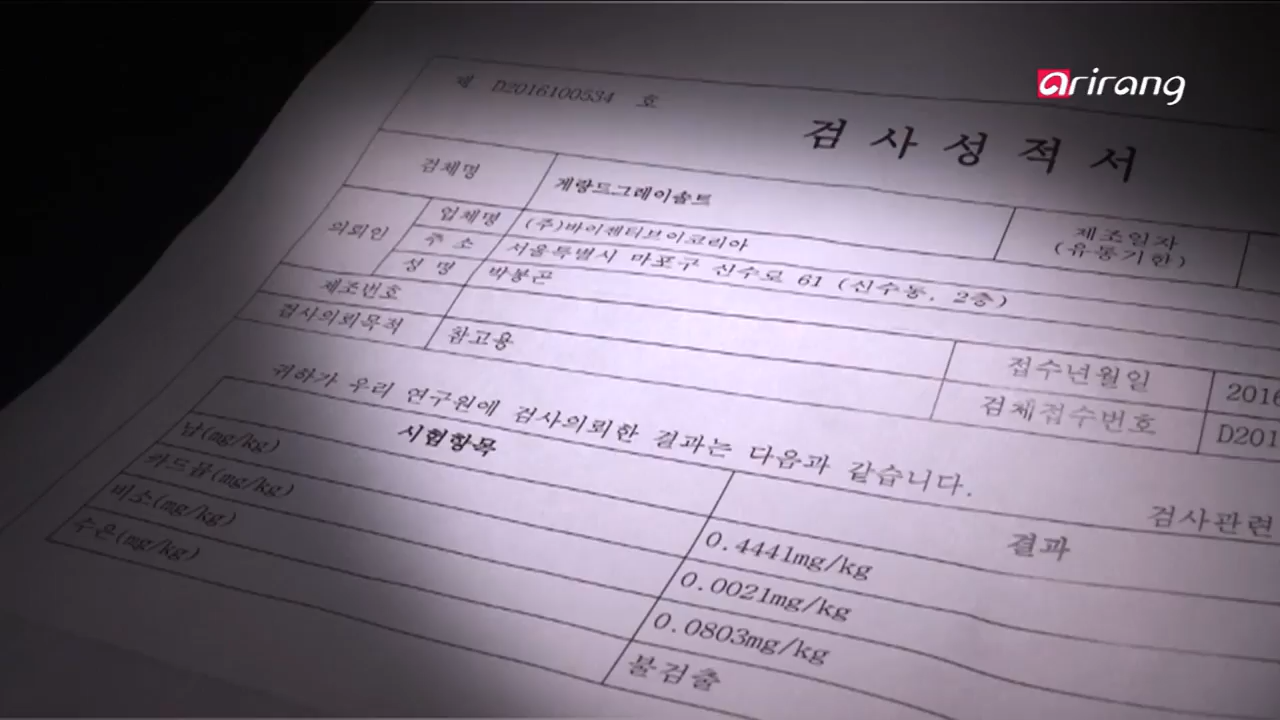 arirang
제 D2016100534 호
검 사 성 적 서
검체명 게랑드그레이솔트 제조일자
(유통기한)
의뢰인 업체명 (주)바이젠티브이코리아
주 소 서울특별시 마포구 신수로 61 (신수동, 2층)
성 명 박봉곤
제조번호
검사의뢰목적 참고용 접수년월일 2016
검체접수번호 D201
귀하가 우리 연구원에 검사의뢰한 결과는 다음과 같습니다.
검사관련
시험항목 결과
납(mg/kg) 0.4441mg/kg
카드뮴(mg/kg) 0.0021mg/kg
비소(mg/kg) 0.0803mg/kg
수은(mg/kg) 불검출